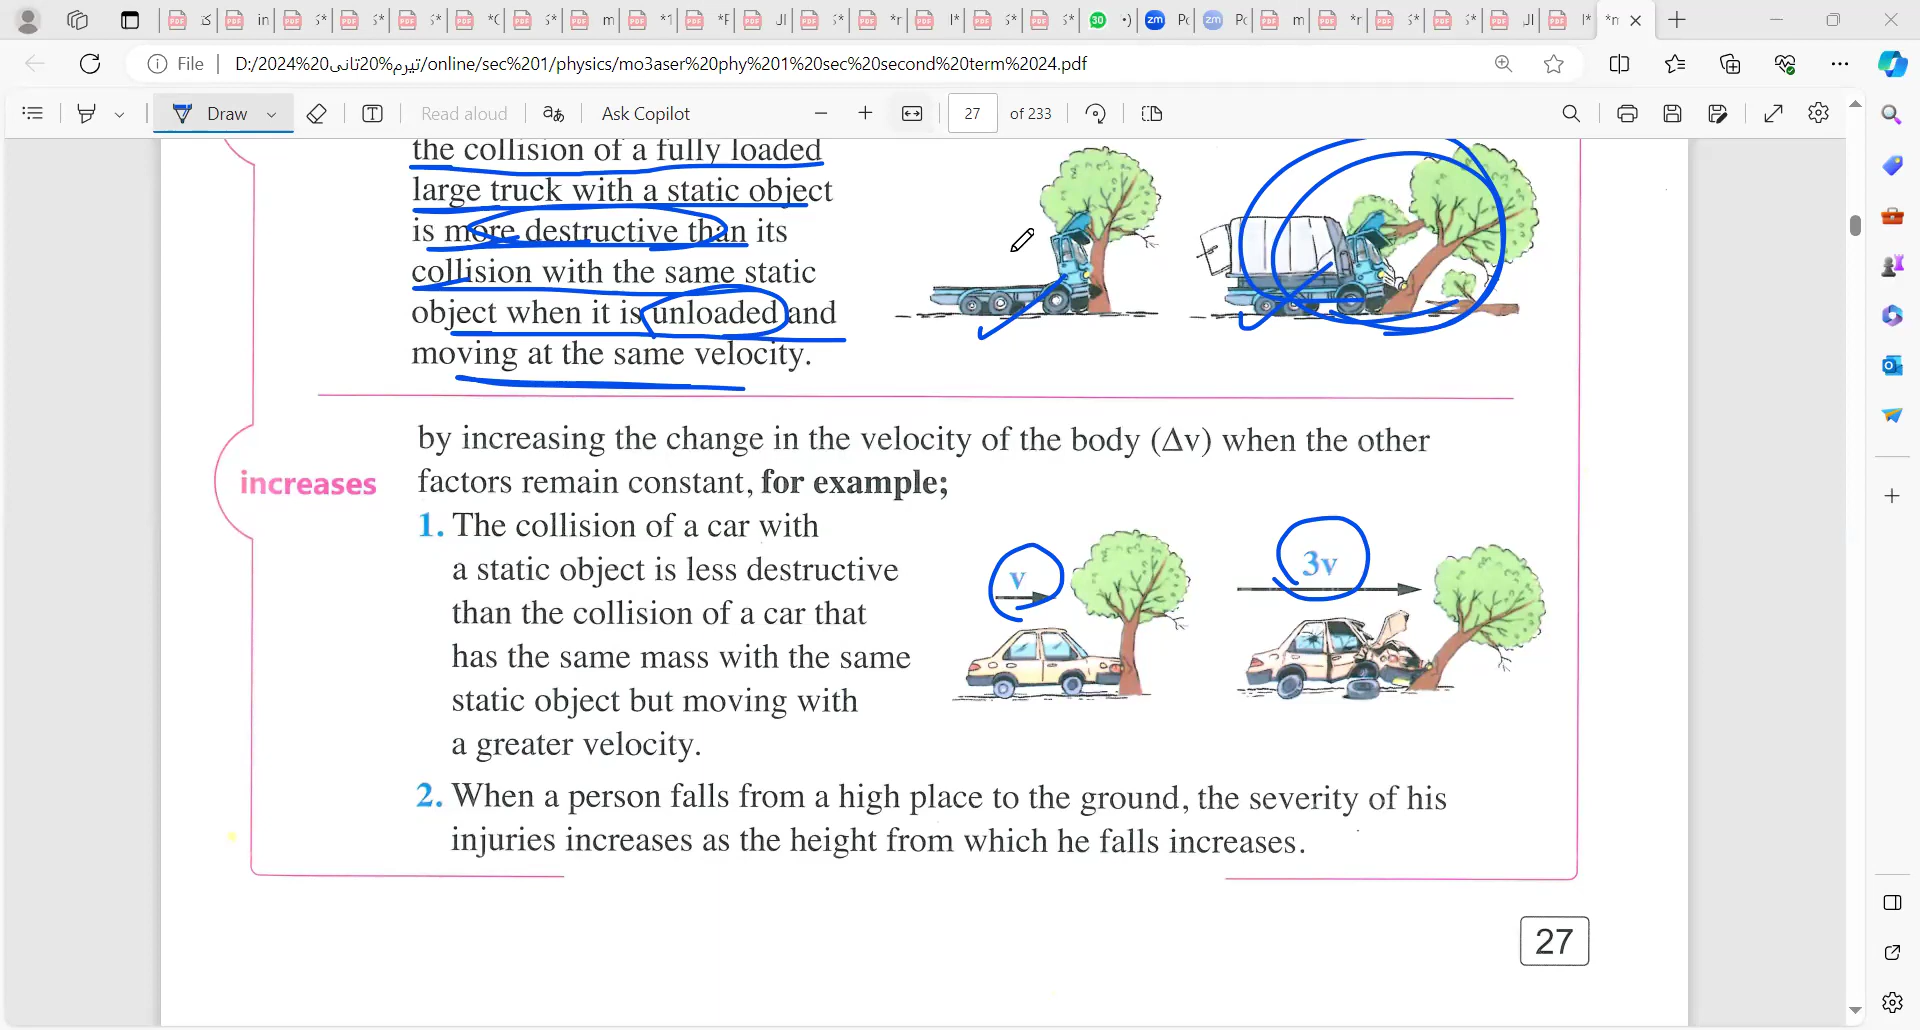 File
D:/2024%20تيرم%20تانى/online/sec%201/physics/mo3aser%20phy%201%20sec%20second%20term%2024.pdf
Draw
Read aloud
aあ
Ask Copilot
27
of 233
the collision of a fully loaded
large truck with a static object
is more destructive than its
collision with the same static
object when it is unloaded and
moving at the same velocity.
by increasing the change in the velocity of the body (Δv) when the other
increases
factors remain constant, for example;
1. The collision of a car with
a static object is less destructive
than the collision of a car that
has the same mass with the same
static object but moving with
a greater velocity.
v
3v
2. When a person falls from a high place to the ground, the severity of his
injuries increases as the height from which he falls increases.
27